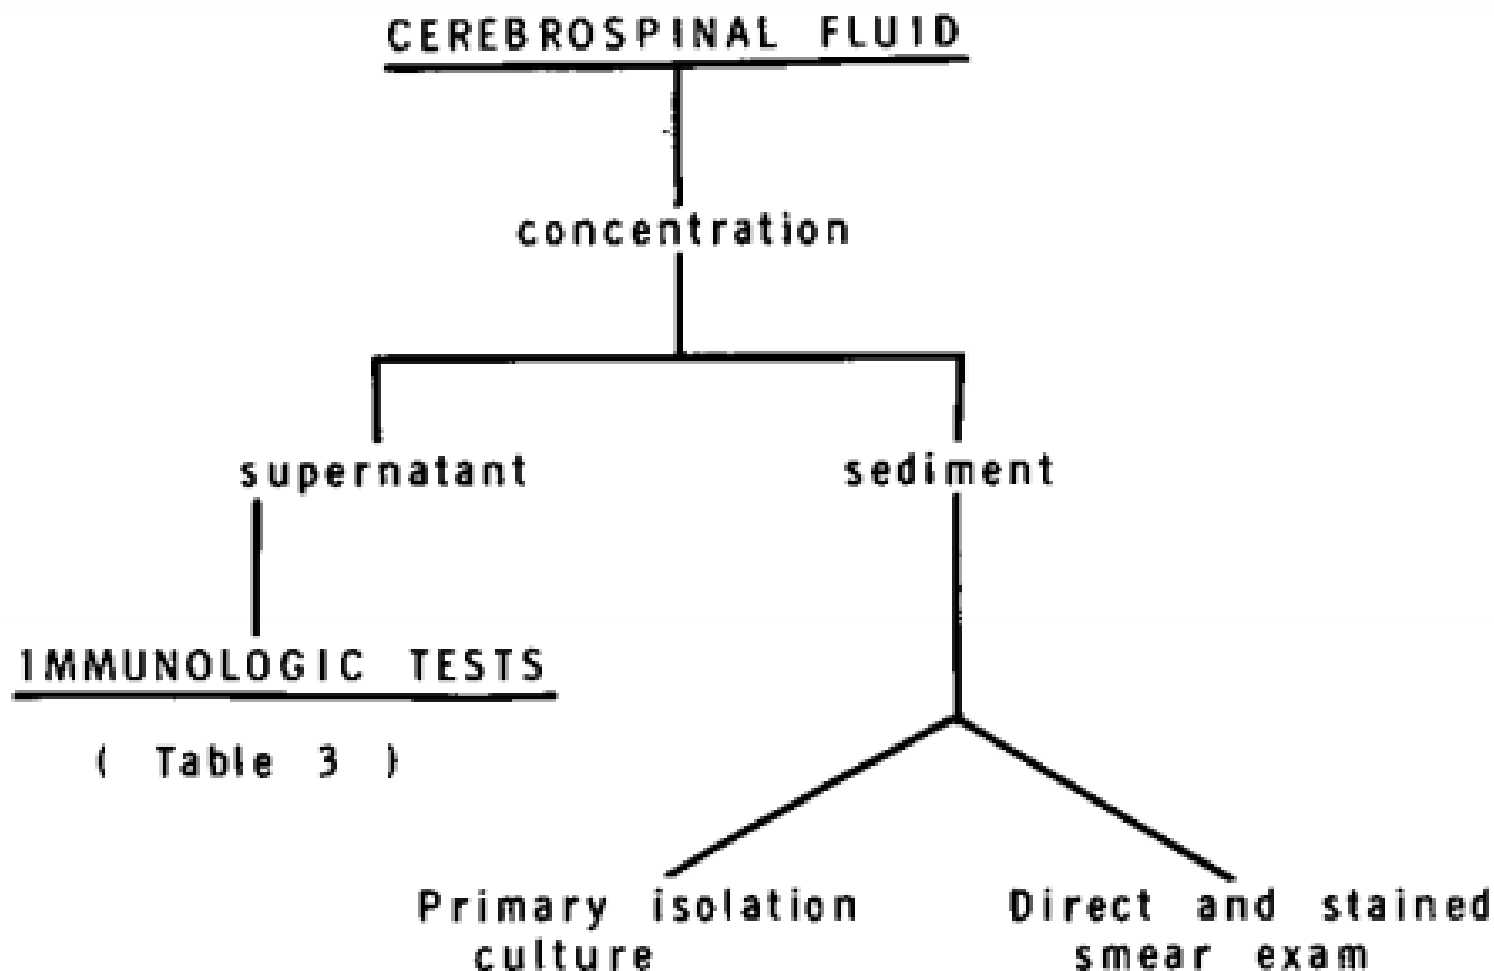 CEREBROSPINAL FLUID
concentration
supernatant
sediment
IMMUNOLOGIC TESTS
( Table 3 )
Primary isolation
culture
Direct and stained
smear exam